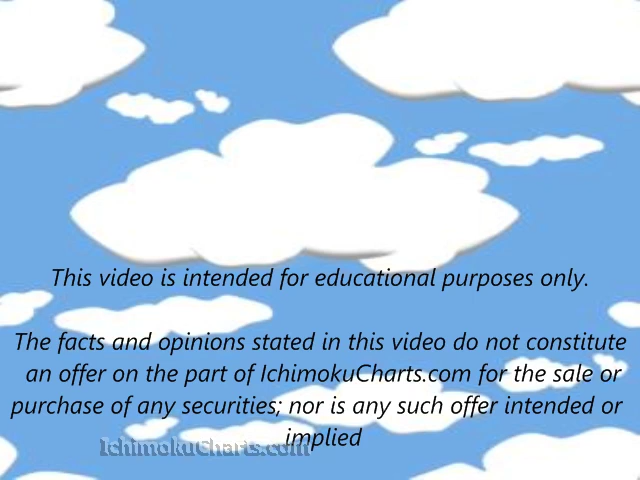 This video is intended for educational purposes only.
The facts and opinions stated in this video do not constitute
an offer on the part of IchimokuCharts.com for the sale or
purchase of any securities; nor is any such offer intended or
implied
IchimokuCharts.com